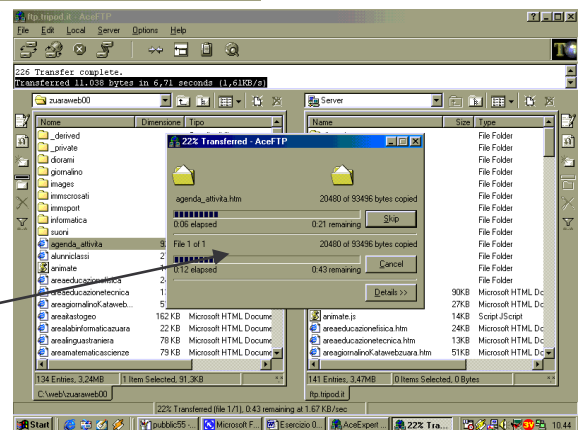 ftp.tripod.it - AceFTP
File Edit Local Server Options Help
226 Transfer complete.
Transferred 11.038 bytes in 6,71 seconds (1,61KB/s)
zuaraweb00
Server
Nome Dimensione Tipo
Name Size Type
_derived
_private
diorami
giornalino
images
immscrosati
immsport
informatica
suoni
agenda_attivita
alunniclassi
animate
areaeducazionefisica
areaeducazionetecnica
areagiornalinoKataweb...
areaitastogeo 162 KB Microsoft HTML Docume
arealabinformaticazuara 22 KB Microsoft HTML Docume
arealinguastraniera 78 KB Microsoft HTML Docume
areamatematicascienze 79 KB Microsoft HTML Docume
22% Transferred - AceFTP
agenda_attivita.htm 20480 of 93496 bytes copied
0:06 elapsed 0:21 remaining
Skip
File 1 of 1 20480 of 93496 bytes copied
0:12 elapsed 0:43 remaining
Cancel
Details >>
File Folder
File Folder
File Folder
File Folder
File Folder
File Folder
File Folder
File Folder
File Folder
File Folder
File Folder
File Folder
90KB Microsoft HTML Dc
27KB Microsoft HTML Dc
animate.js 14KB Script JScript
areaeducazionefisica.htm 24KB Microsoft HTML Dc
areaeducazionetecnica.htm 13KB Microsoft HTML Dc
areagiornalinoKatawebzuara.htm 51KB Microsoft HTML Dc
134 Entries, 3,24MB 1 Item Selected, 91,3KB
141 Entries, 3,47MB 0 Items Selected, 0 Bytes
C:\web\zuaraweb00
ftp.tripod.it
22% Transferred (file 1/1), 0:43 remaining at 1.67 KB/sec
Start
pubblic55 -...
Microsoft F...
Esercizio 0...
AceExpert ...
22% Tra...
10.44